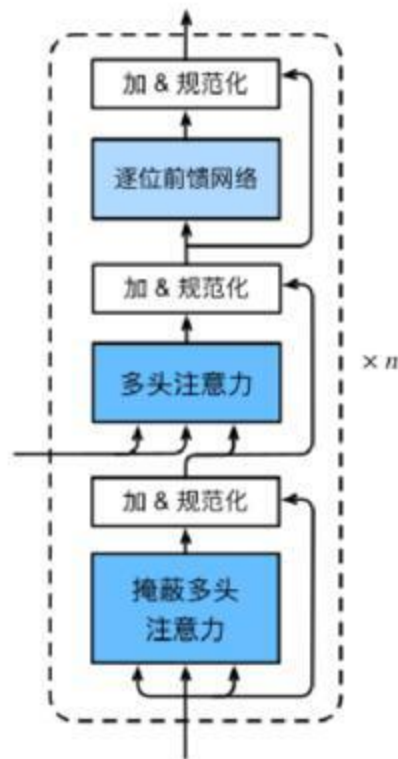 加 & 规范化
逐位前馈网络
加 & 规范化
多头注意力
× n
加 & 规范化
掩蔽多头
注意力